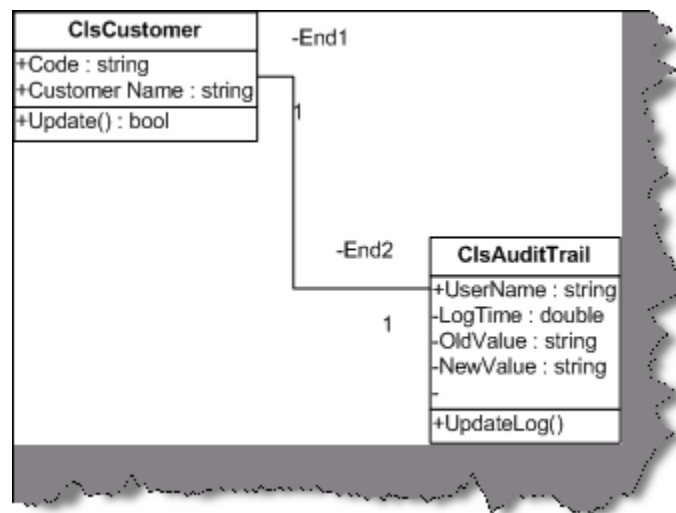 ClsCustomer
-End1
+Code : string
+Customer Name : string
1
+Update() : bool
-End2
ClsAuditTrail
+UserName : string
-LogTime : double
1
-OldValue : string
-NewValue : string
-
+UpdateLog()